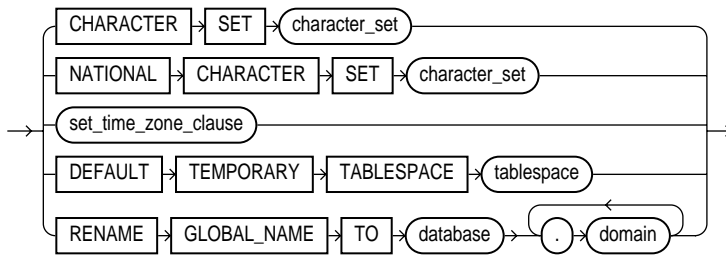 CHARACTER SET character_set
NATIONAL CHARACTER SET character_set
set_time_zone_clause
DEFAULT TEMPORARY TABLESPACE tablespace
RENAME GLOBAL_NAME TO database . domain